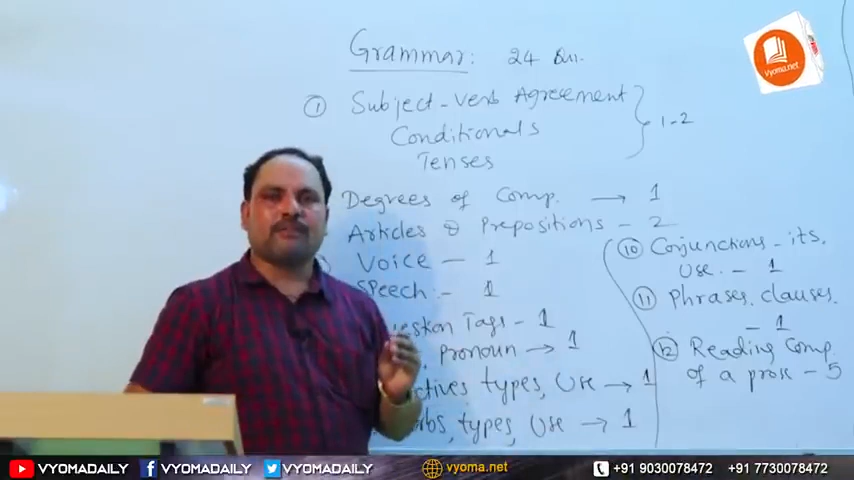 Grammar: 24
① Subject-verb Agreement
Conditionals
Tenses
1-2
Degrees of Comp. → 1
Articles & Prepositions - 2
Voice - 1
Speech - 1
Tags - 1
pronoun → 1
types, Use → 1
types, Use → 1
⑩ Conjunctions - its.
Use. - 1
⑪ Phrases, clauses.
- 1
⑫ Reading Comp.
of a prose - 5
vyoma.net
VYOMADAILY
VYOMADAILY
VYOMADAILY
vyoma.net
+91 9030078472
+91 7730078472